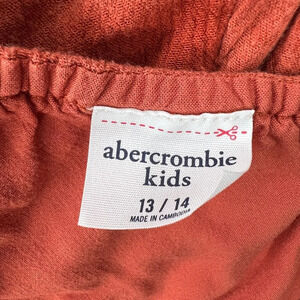 abercrombie
kids
13 / 14
MADE IN CAMBODIA